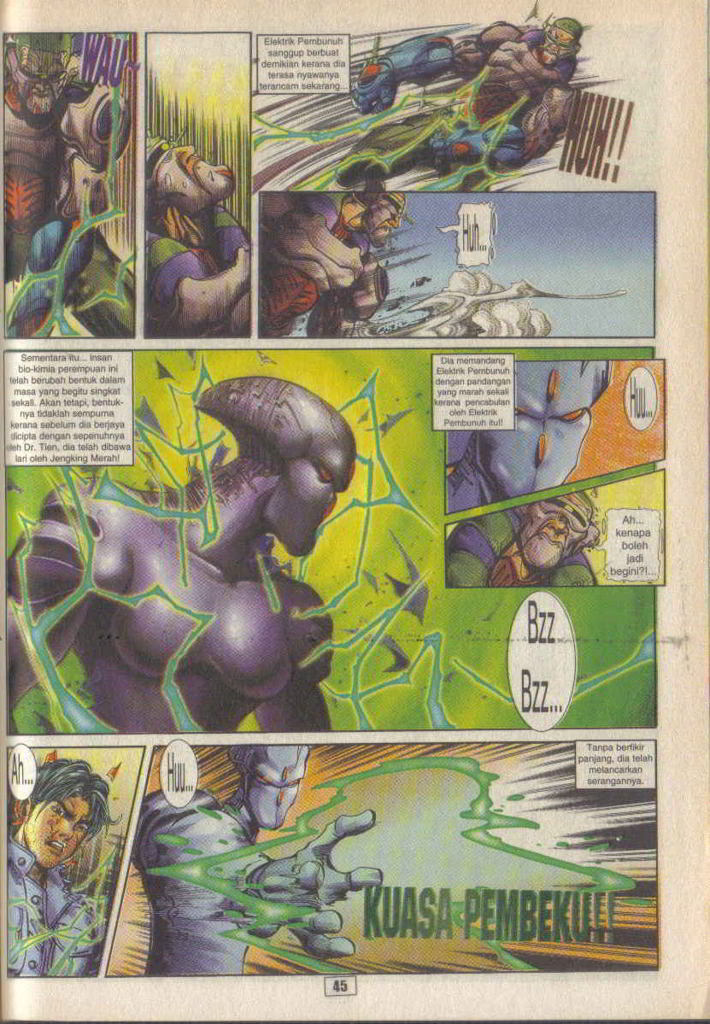 WAU~
Elektrik Pembunuh
sanggup berbuat
demikian kerana dia
terasa nyawanya
terancam sekarang...
HUH!!
Huh...
Sementara itu... insan
bio-kimia perempuan ini
telah berubah bentuk dalam
masa yang begitu singkat
sekali. Akan tetapi, bentuk-
nya tidaklah sempurna
kerana sebelum dia berjaya
dicipta dengan sepenuhnya
oleh Dr. Tien, dia telah dibawa
lari oleh Jengking Merah!
Dia memandang
Elektrik Pembunuh
dengan pandangan
yang marah sekali
kerana pencabulan
oleh Elektrik
Pembunuh itu!!
Huu...
Ah...
kenapa
boleh
jadi
begini?!...
Bzz
Bzz...
Ah...
Huu...
Tanpa berfikir
panjang, dia telah
melancarkan
serangannya.
KUASA PEMBEKU!!!
45